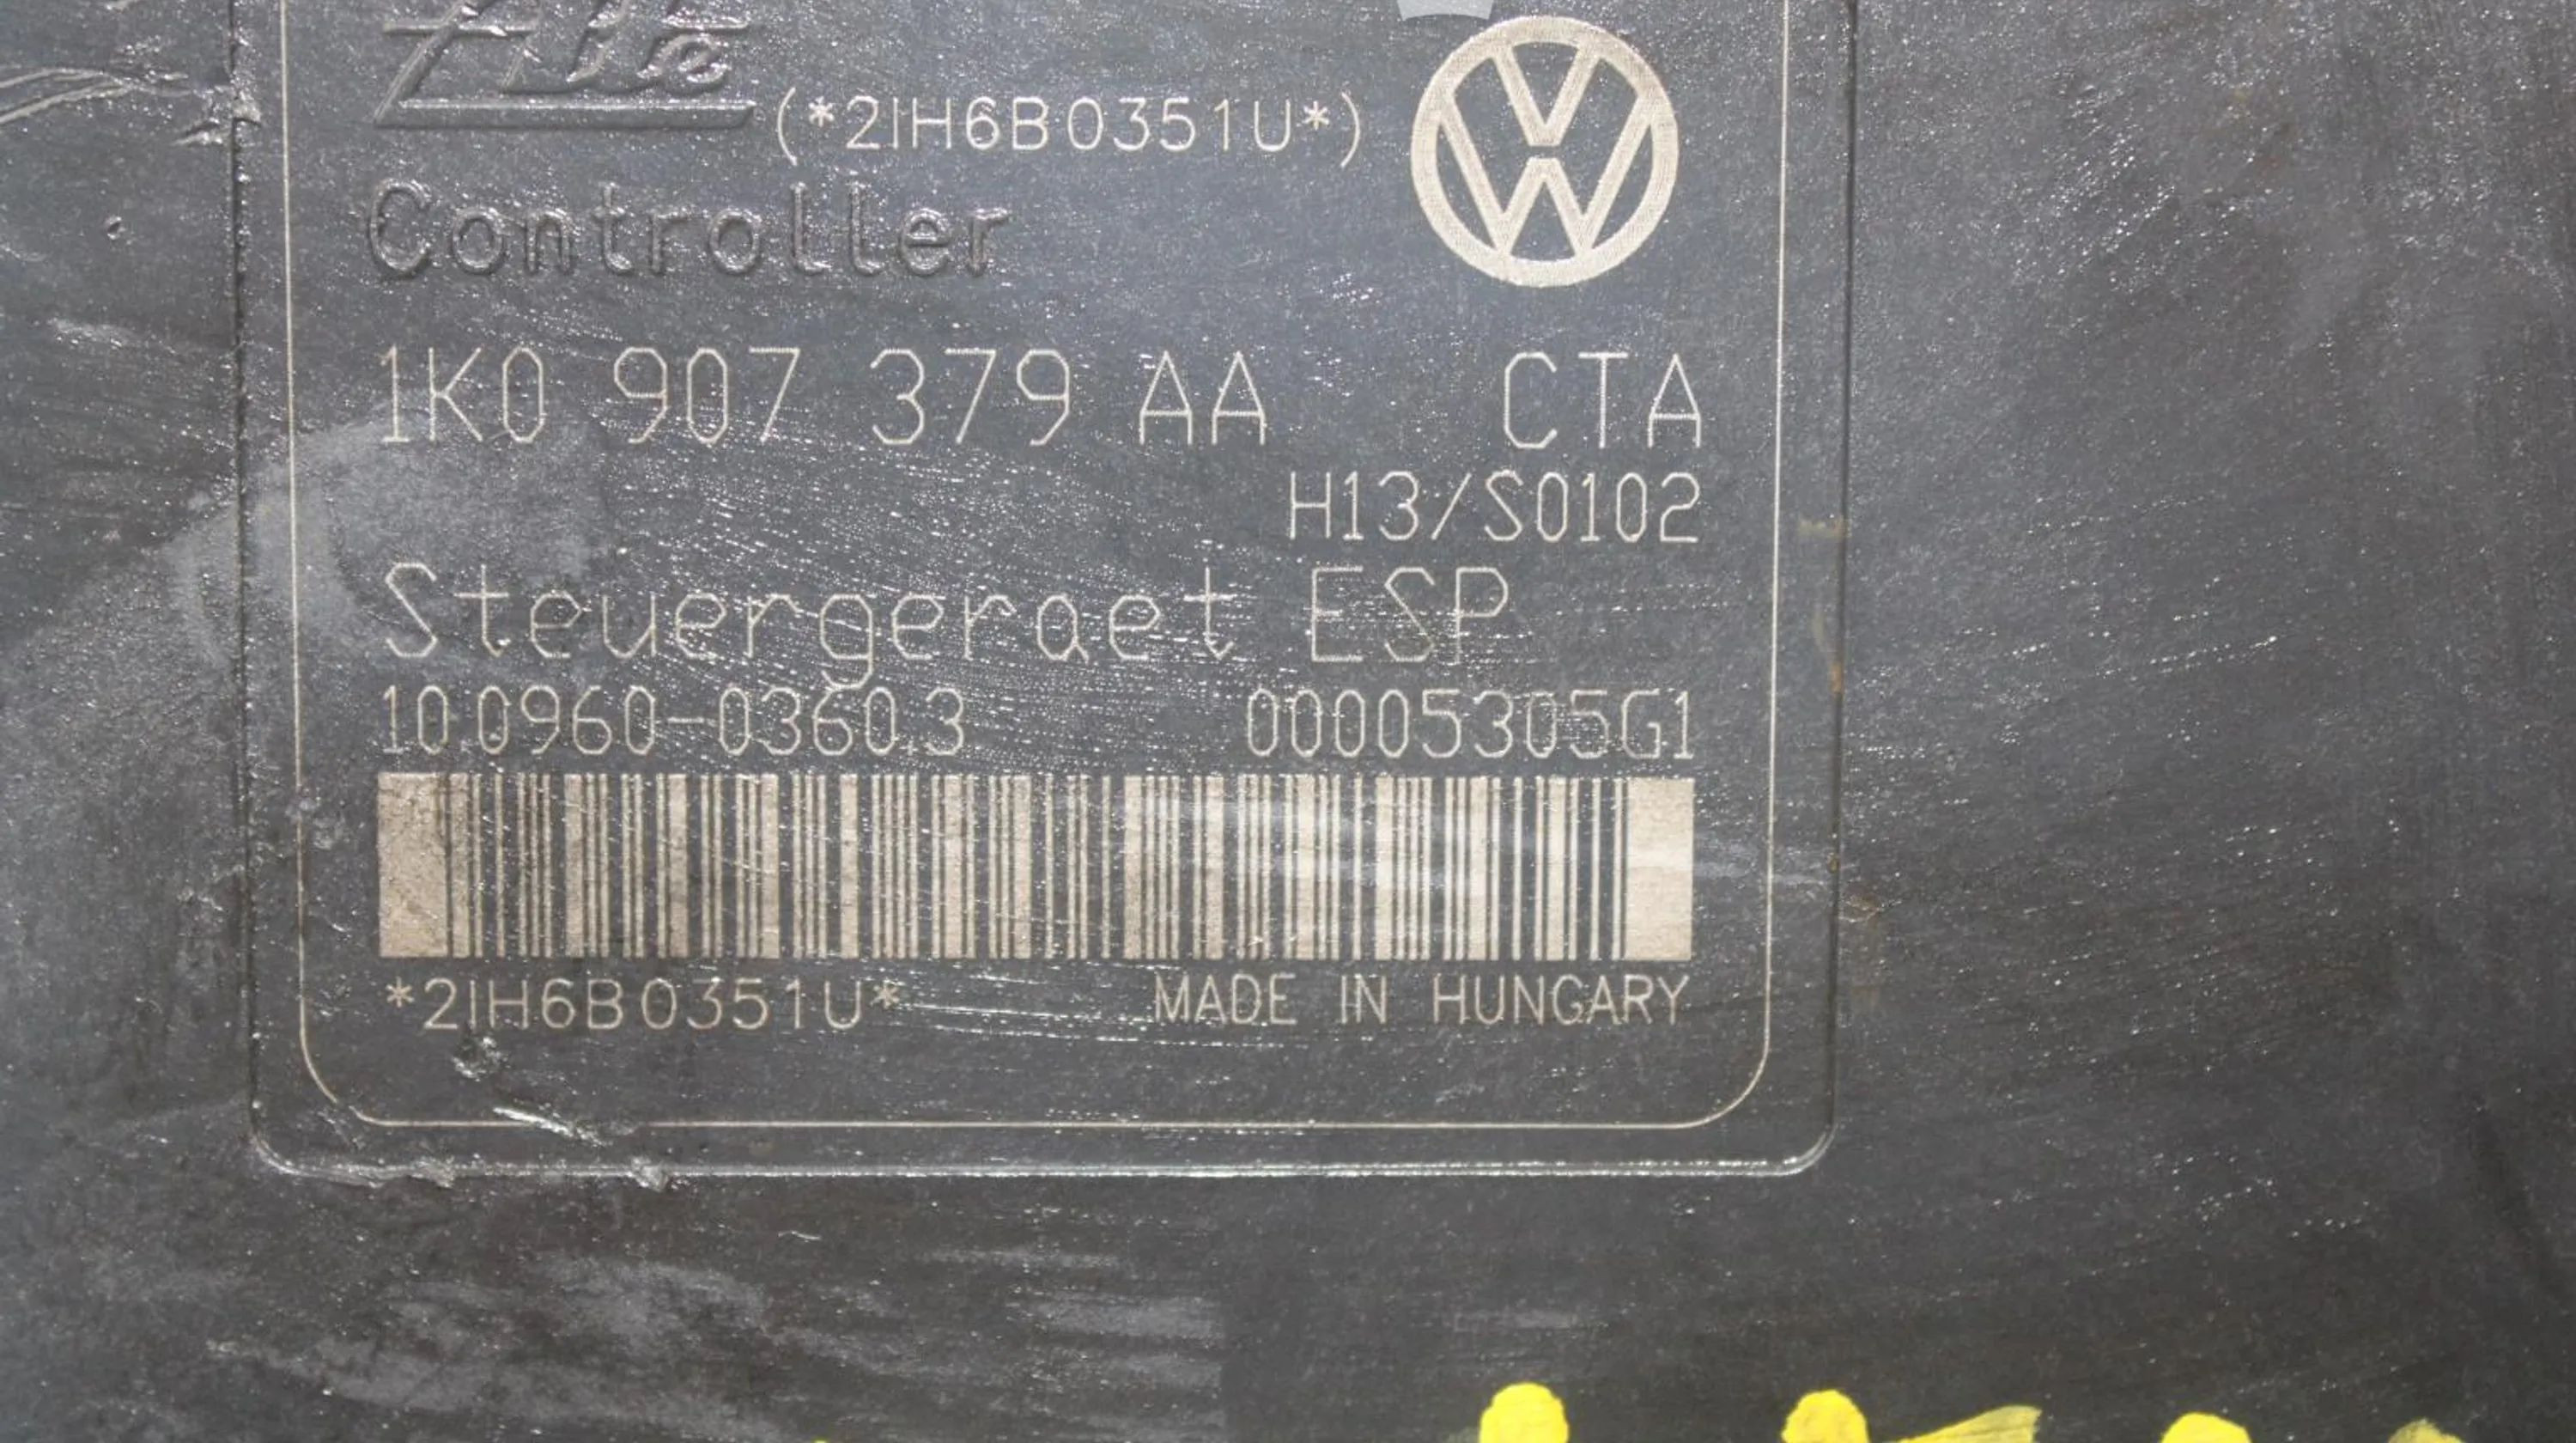 Ate
(*2IH6B0351U*)
Controller
1K0 907 379 AA CTA
H13/S0102
Steuergeraet ESP
10.0960-0360.3 00005305G1
*2IH6B0351U* MADE IN HUNGARY